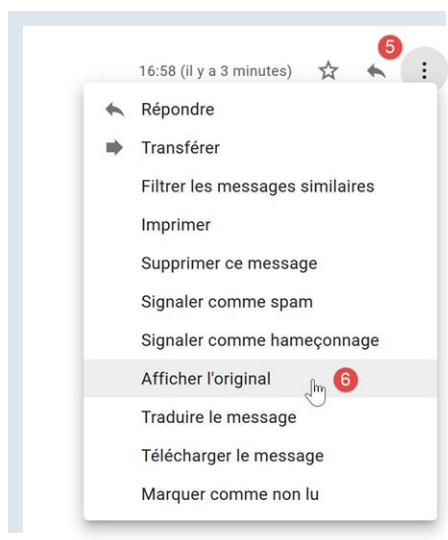 5
16:58 (il y a 3 minutes)
Répondre
Transférer
Filtrer les messages similaires
Imprimer
Supprimer ce message
Signaler comme spam
Signaler comme hameçonnage
Afficher l'original 6
Traduire le message
Télécharger le message
Marquer comme non lu